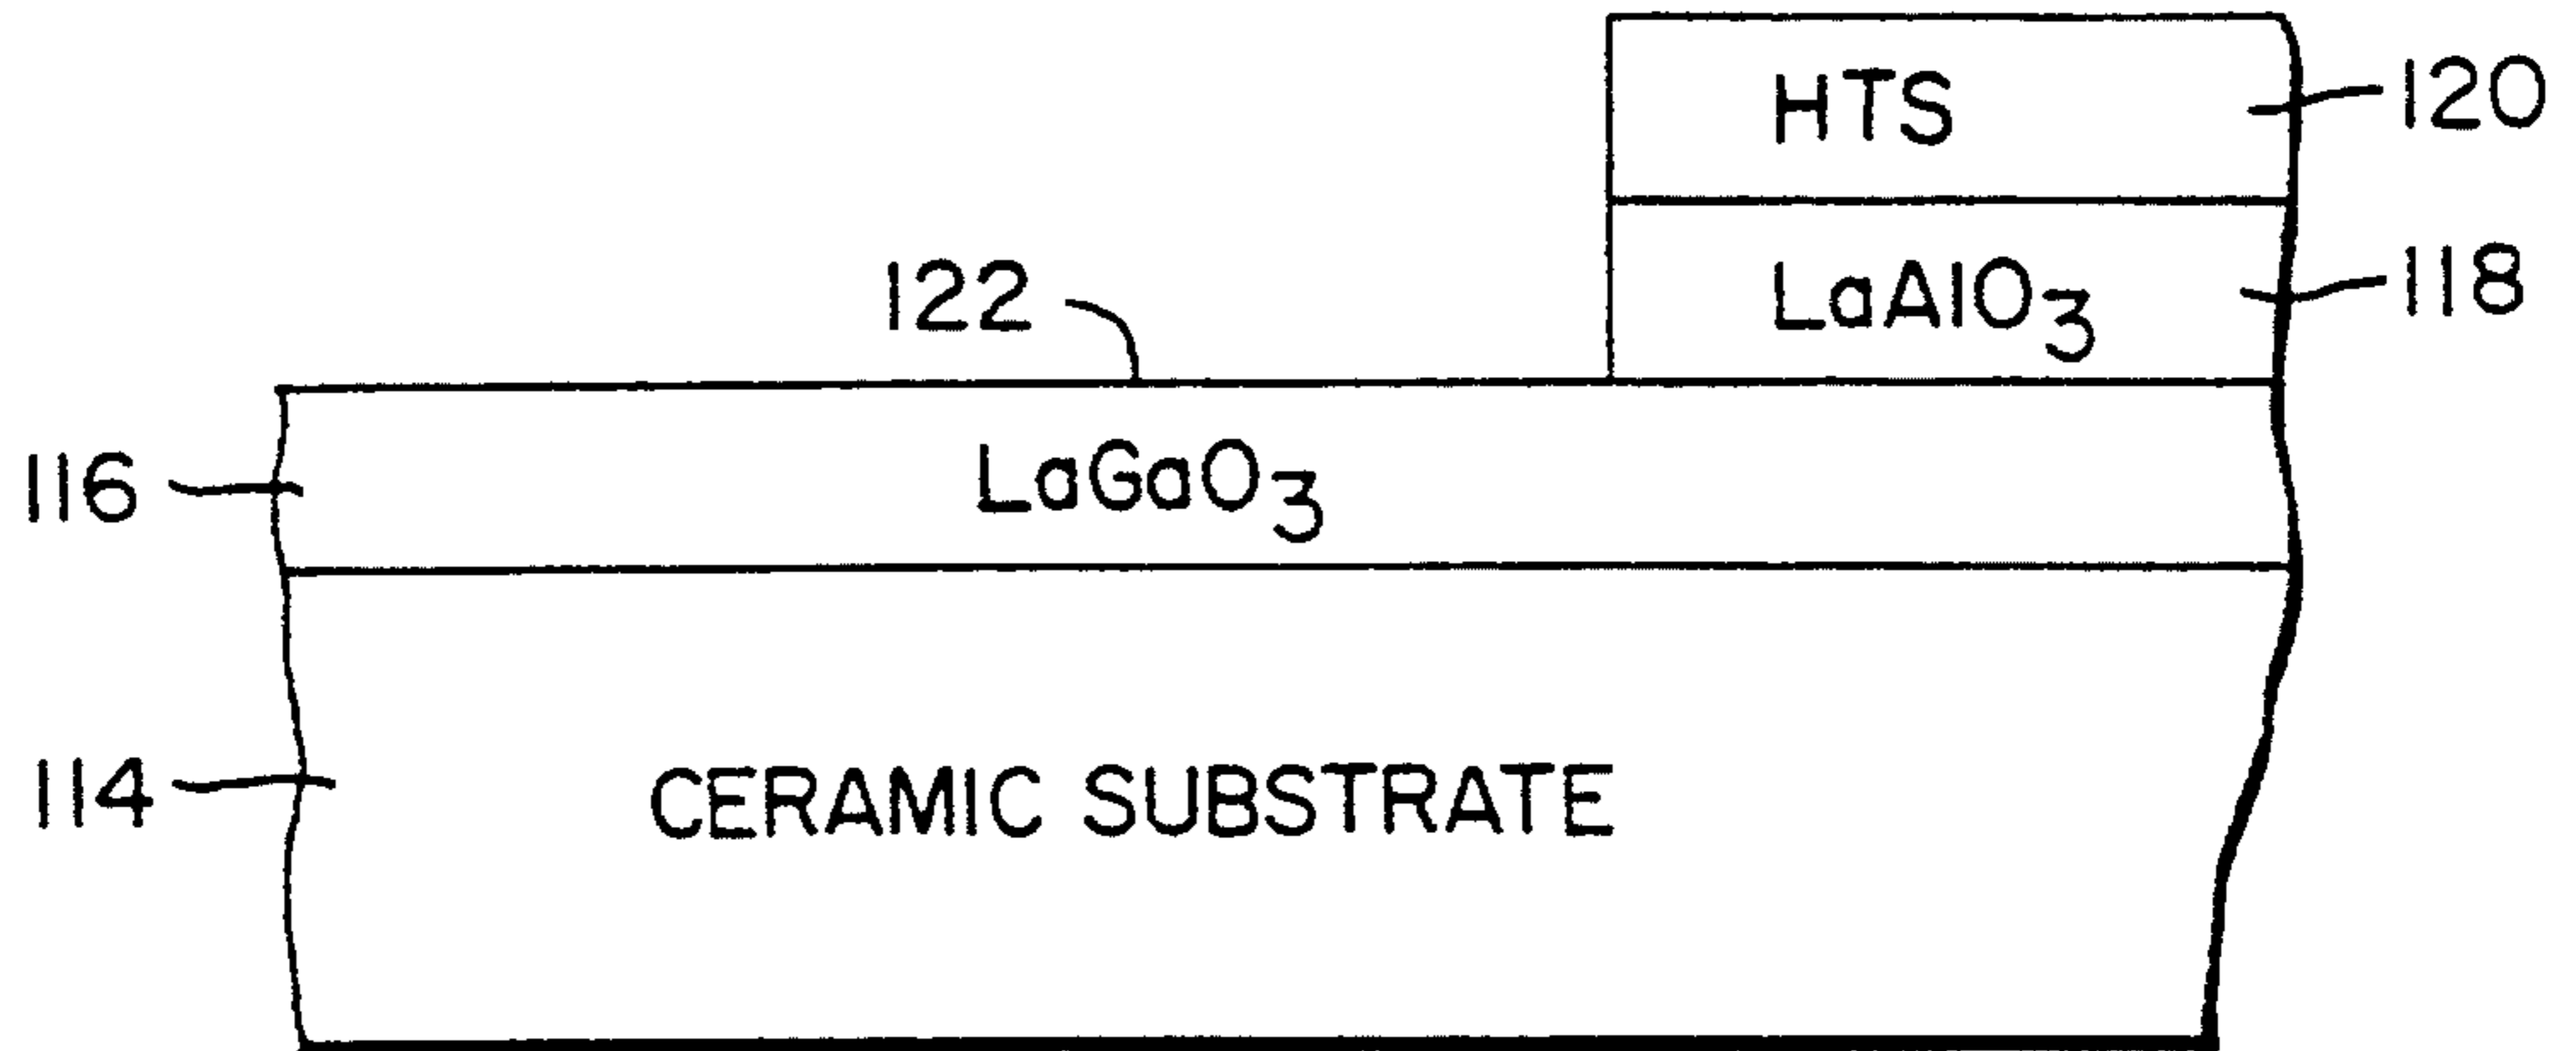 HTS
120
LaAlO3
118
122
LaGaO3
116
CERAMIC SUBSTRATE
114